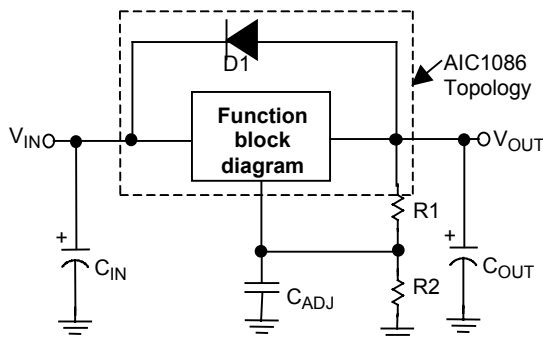 D1
AIC1086
Topology
Function
block
diagram
V_IN
V_OUT
R1
+
C_IN
+
C_OUT
C_ADJ
R2